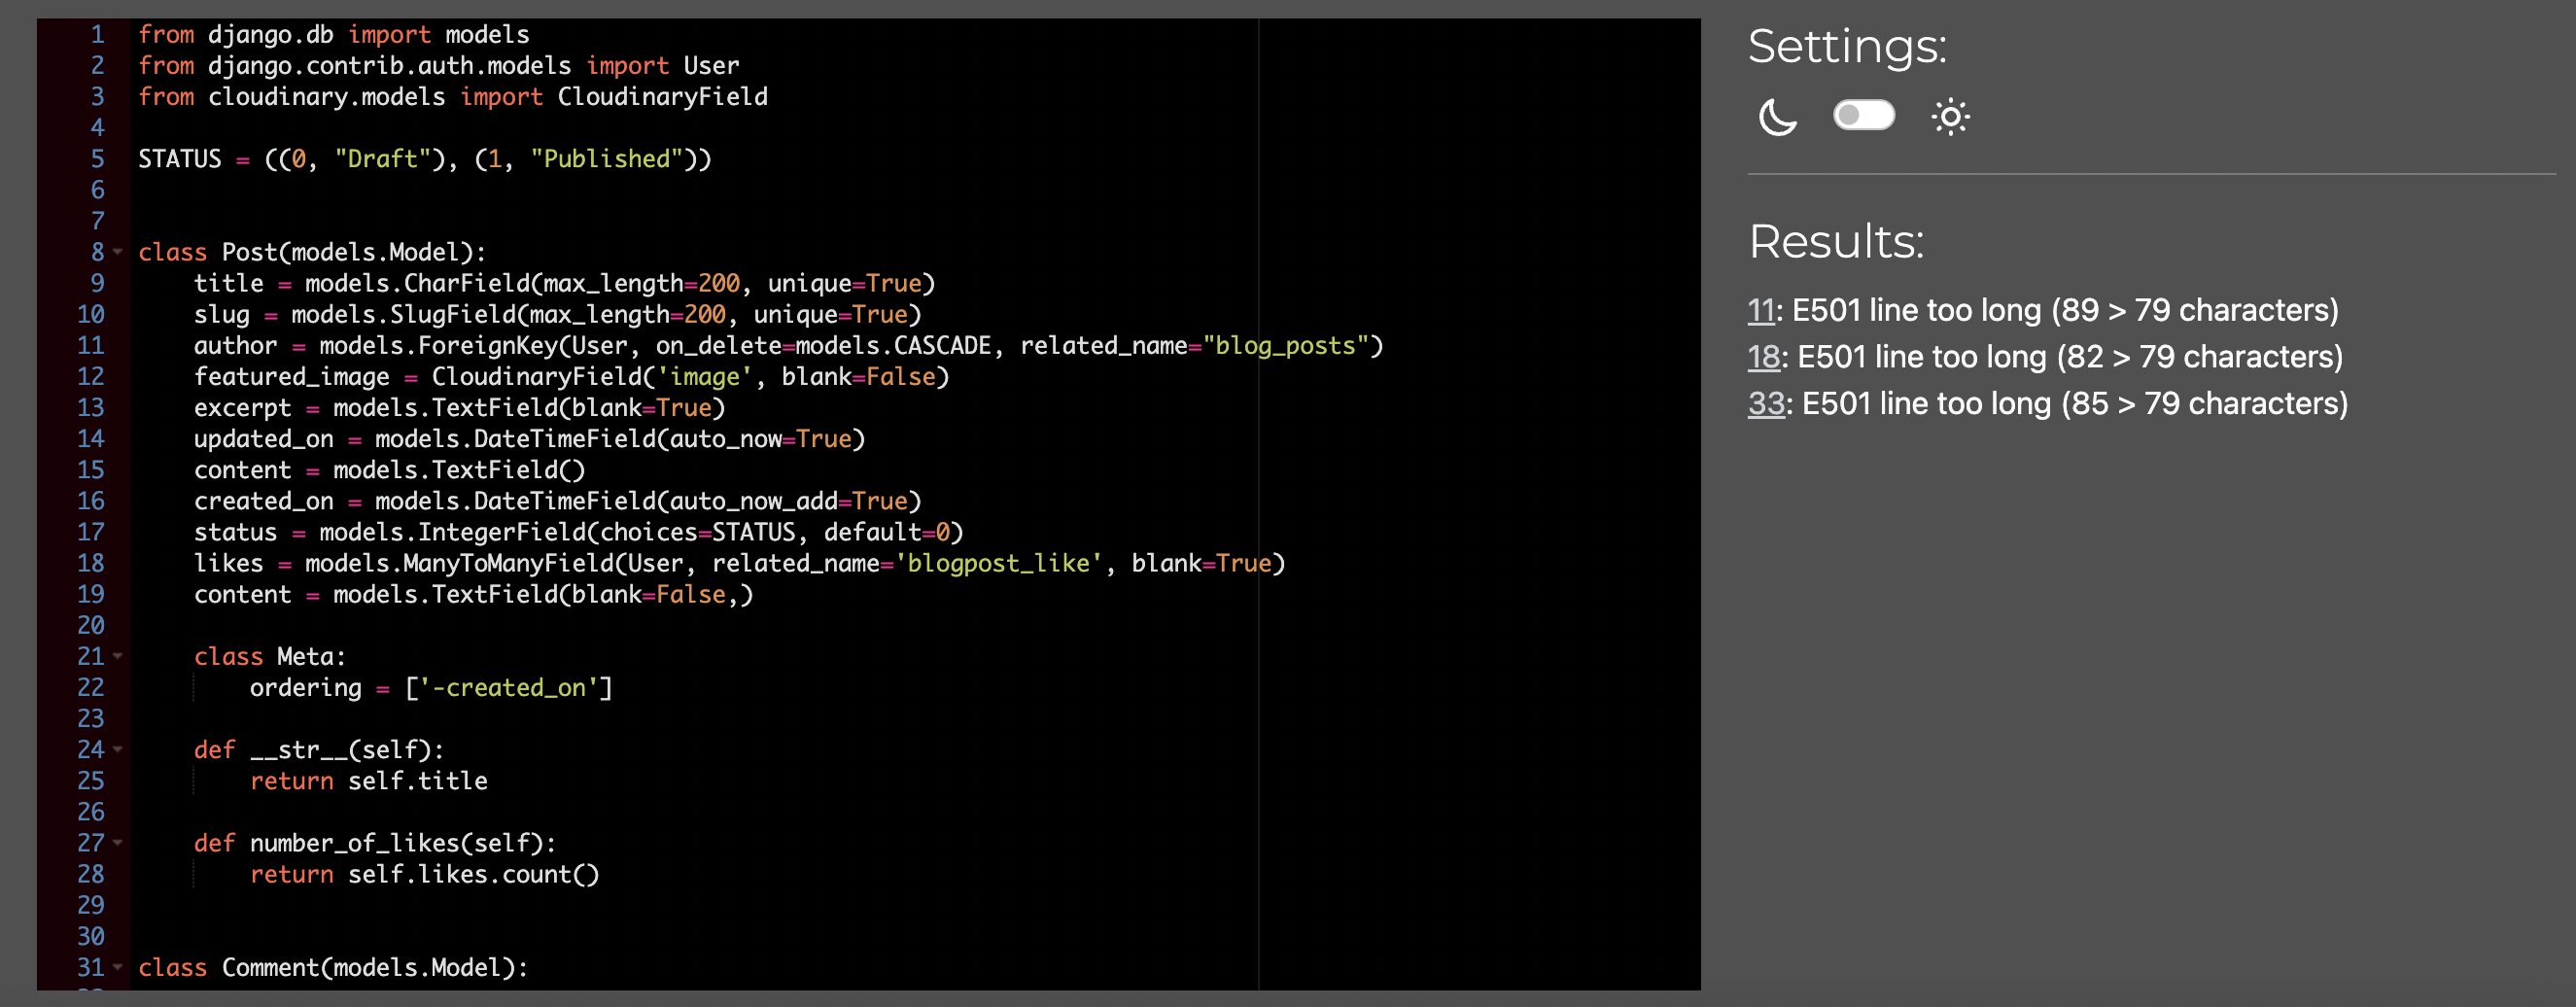 1 from django.db import models
2 from django.contrib.auth.models import User
3 from cloudinary.models import CloudinaryField
4
5 STATUS = ((0, "Draft"), (1, "Published"))
6
7
8 class Post(models.Model):
9     title = models.CharField(max_length=200, unique=True)
10     slug = models.SlugField(max_length=200, unique=True)
11     author = models.ForeignKey(User, on_delete=models.CASCADE, related_name="blog_posts")
12     featured_image = CloudinaryField('image', blank=False)
13     excerpt = models.TextField(blank=True)
14     updated_on = models.DateTimeField(auto_now=True)
15     content = models.TextField()
16     created_on = models.DateTimeField(auto_now_add=True)
17     status = models.IntegerField(choices=STATUS, default=0)
18     likes = models.ManyToManyField(User, related_name='blogpost_like', blank=True)
19     content = models.TextField(blank=False,)
20
21     class Meta:
22         ordering = ['-created_on']
23
24     def __str__(self):
25         return self.title
26
27     def number_of_likes(self):
28         return self.likes.count()
29
30
31 class Comment(models.Model):
Settings:
Results:
11: E501 line too long (89 > 79 characters)
18: E501 line too long (82 > 79 characters)
33: E501 line too long (85 > 79 characters)